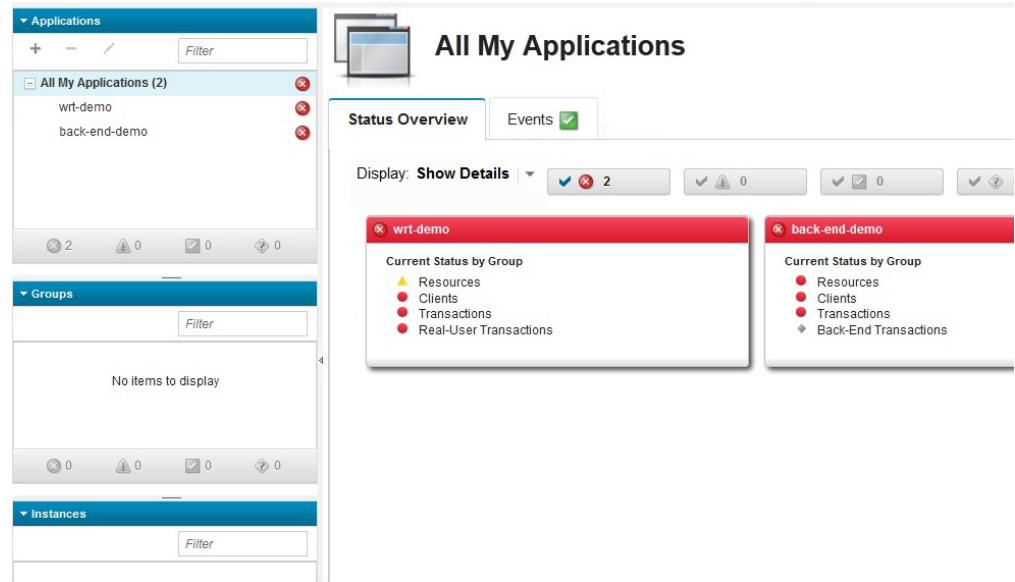 Applications
Filter
All My Applications (2)
wrt-demo
back-end-demo
2 0 0 0
Groups
Filter
No items to display
0 0 0 0
Instances
Filter
All My Applications
Status Overview Events
Display: Show Details 2 0 0
wrt-demo
Current Status by Group
Resources
Clients
Transactions
Real-User Transactions
back-end-demo
Current Status by Group
Resources
Clients
Transactions
Back-End Transactions